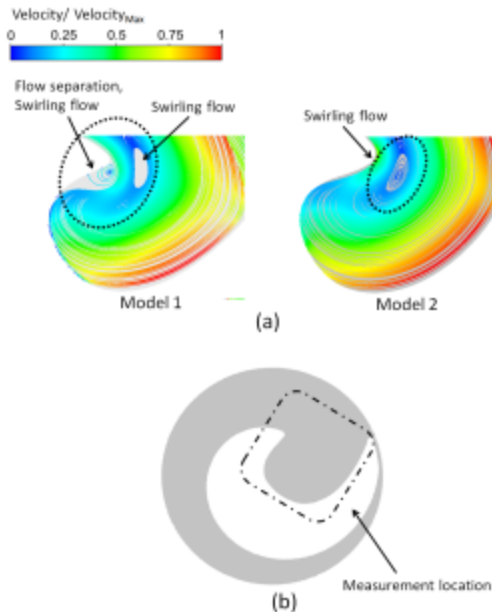 Velocity/ VelocityMax
0 0.25 0.5 0.75 1
Flow separation,
Swirling flow
Swirling flow
Swirling flow
Model 1
Model 2
(a)
Measurement location
(b)